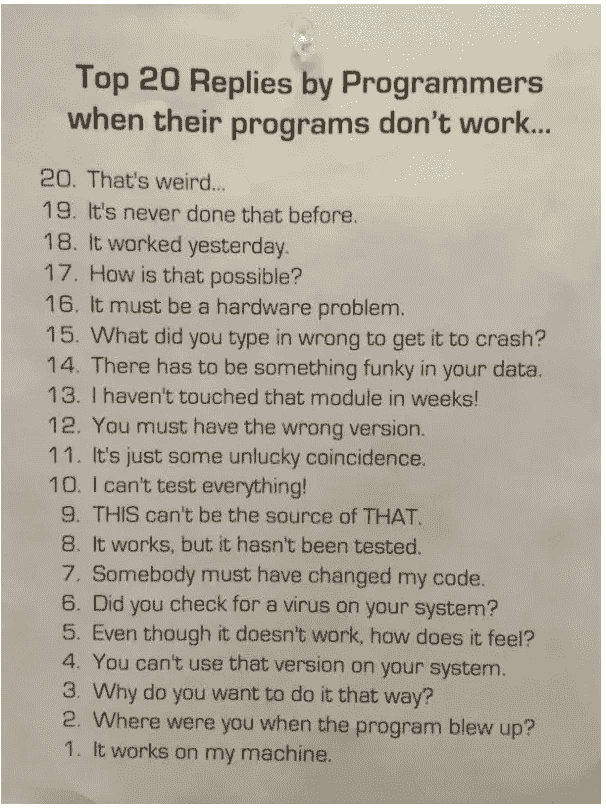 Top 20 Replies by Programmers
when their programs don't work...
20. That's weird...
19. It's never done that before.
18. It worked yesterday.
17. How is that possible?
16. It must be a hardware problem.
15. What did you type in wrong to get it to crash?
14. There has to be something funky in your data.
13. I haven't touched that module in weeks!
12. You must have the wrong version.
11. It's just some unlucky coincidence.
10. I can't test everything!
9. THIS can't be the source of THAT.
8. It works, but it hasn't been tested.
7. Somebody must have changed my code.
6. Did you check for a virus on your system?
5. Even though it doesn't work, how does it feel?
4. You can't use that version on your system.
3. Why do you want to do it that way?
2. Where were you when the program blew up?
1. It works on my machine.